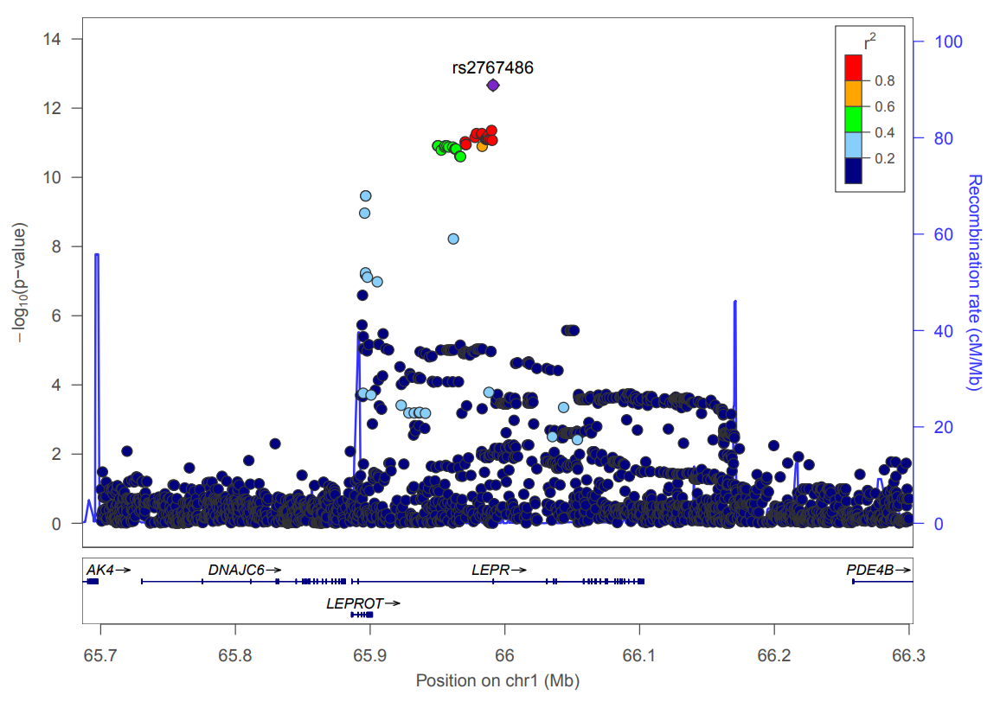 rs2767486
r2
0.8
0.6
0.4
0.2
14
12
10
8
6
4
2
0
−log10(p−value)
100
80
60
40
20
0
Recombination rate (cM/Mb)
AK4→
DNAJC6→
LEPR→
PDE4B→
LEPROT→
65.7
65.8
65.9
66
66.1
66.2
66.3
Position on chr1 (Mb)